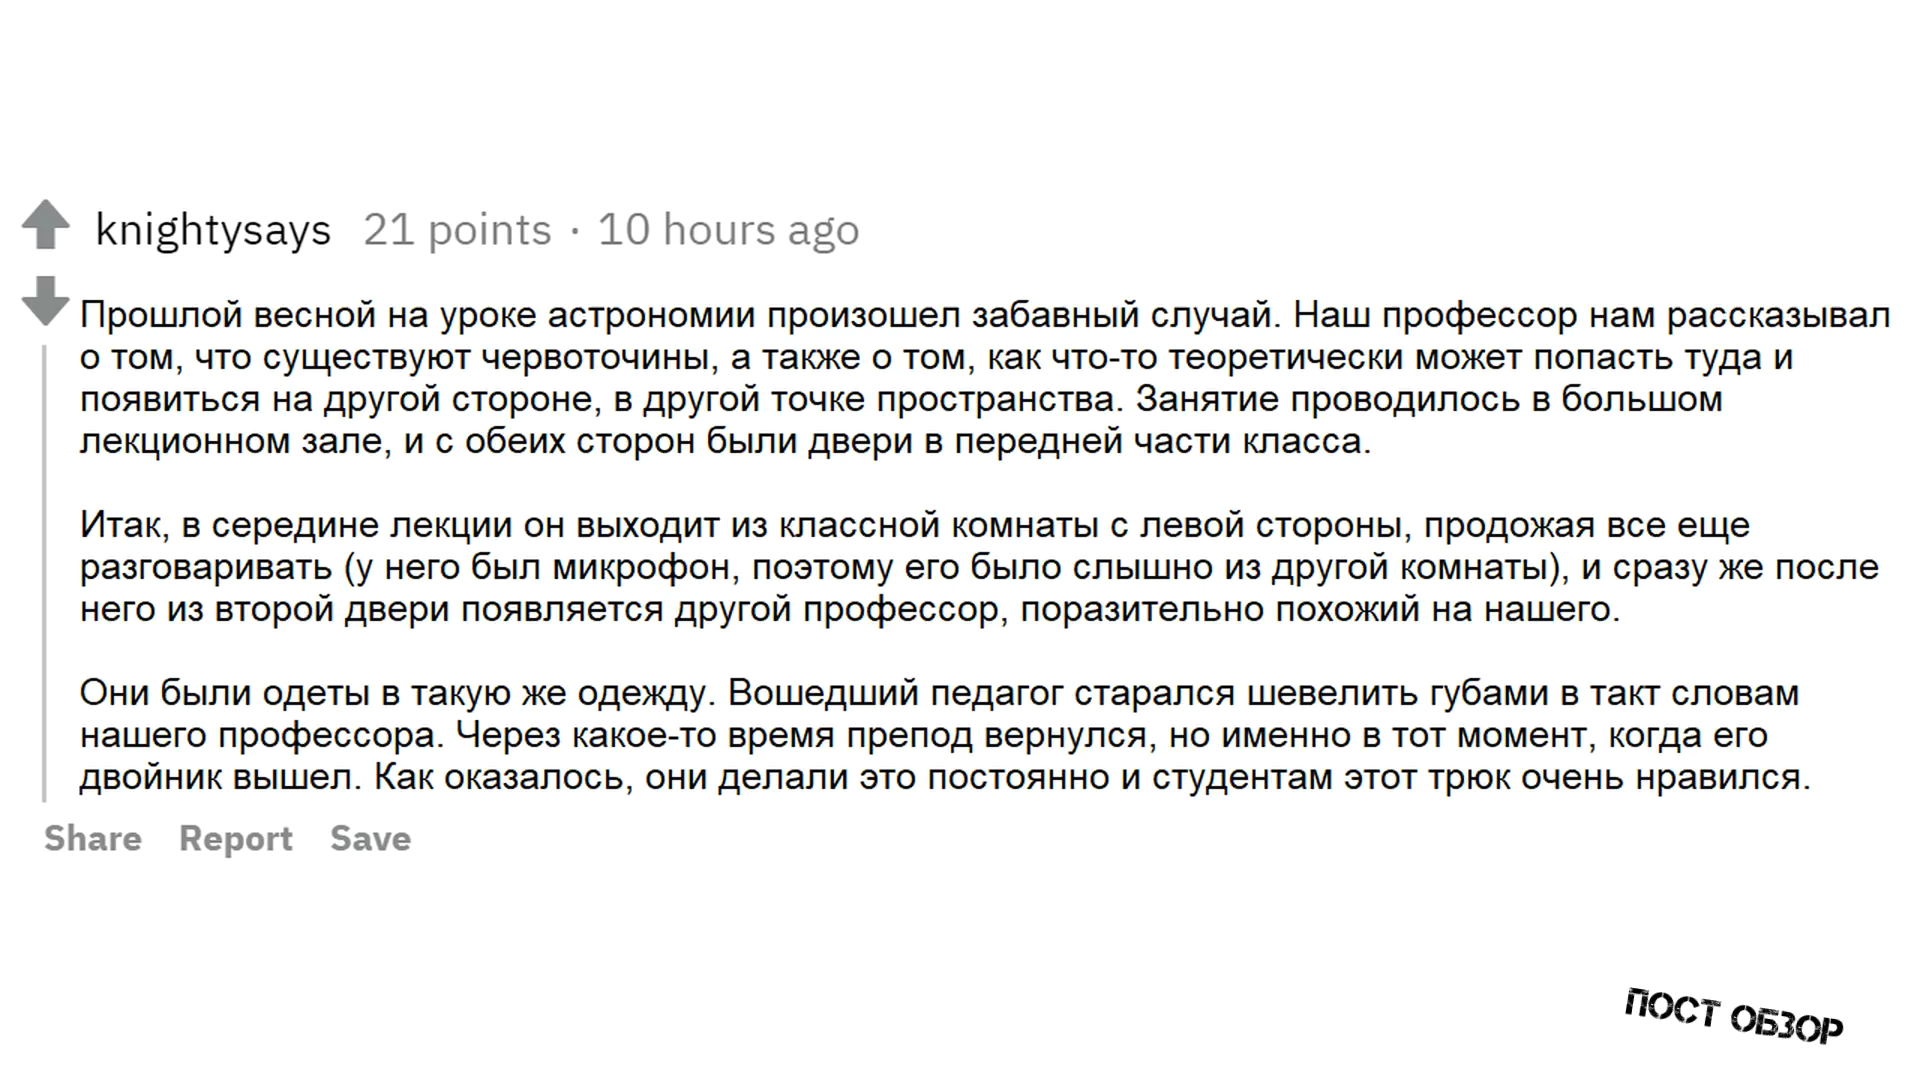 knightysays 21 points · 10 hours ago
Прошлой весной на уроке астрономии произошел забавный случай. Наш профессор нам рассказывал
о том, что существуют червоточины, а также о том, как что-то теоретически может попасть туда и
появиться на другой стороне, в другой точке пространства. Занятие проводилось в большом
лекционном зале, и с обеих сторон были двери в передней части класса.
Итак, в середине лекции он выходит из классной комнаты с левой стороны, продожая все еще
разговаривать (у него был микрофон, поэтому его было слышно из другой комнаты), и сразу же после
него из второй двери появляется другой профессор, поразительно похожий на нашего.
Они были одеты в такую же одежду. Вошедший педагог старался шевелить губами в такт словам
нашего профессора. Через какое-то время препод вернулся, но именно в тот момент, когда его
двойник вышел. Как оказалось, они делали это постоянно и студентам этот трюк очень нравился.
Share Report Save
ПОСТ ОБЗОР